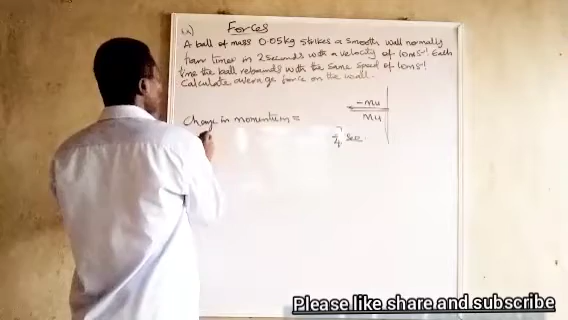 1a) Forces
A ball of mass 0.05kg strikes a smooth wall normally
four times in 2 seconds with a velocity of 10ms⁻¹. Each
time the ball rebounds with the same speed of 10ms⁻¹
Calculate average force on the wall.
-mu
mu
Change in momentum =
sec.
Please like share and subscribe